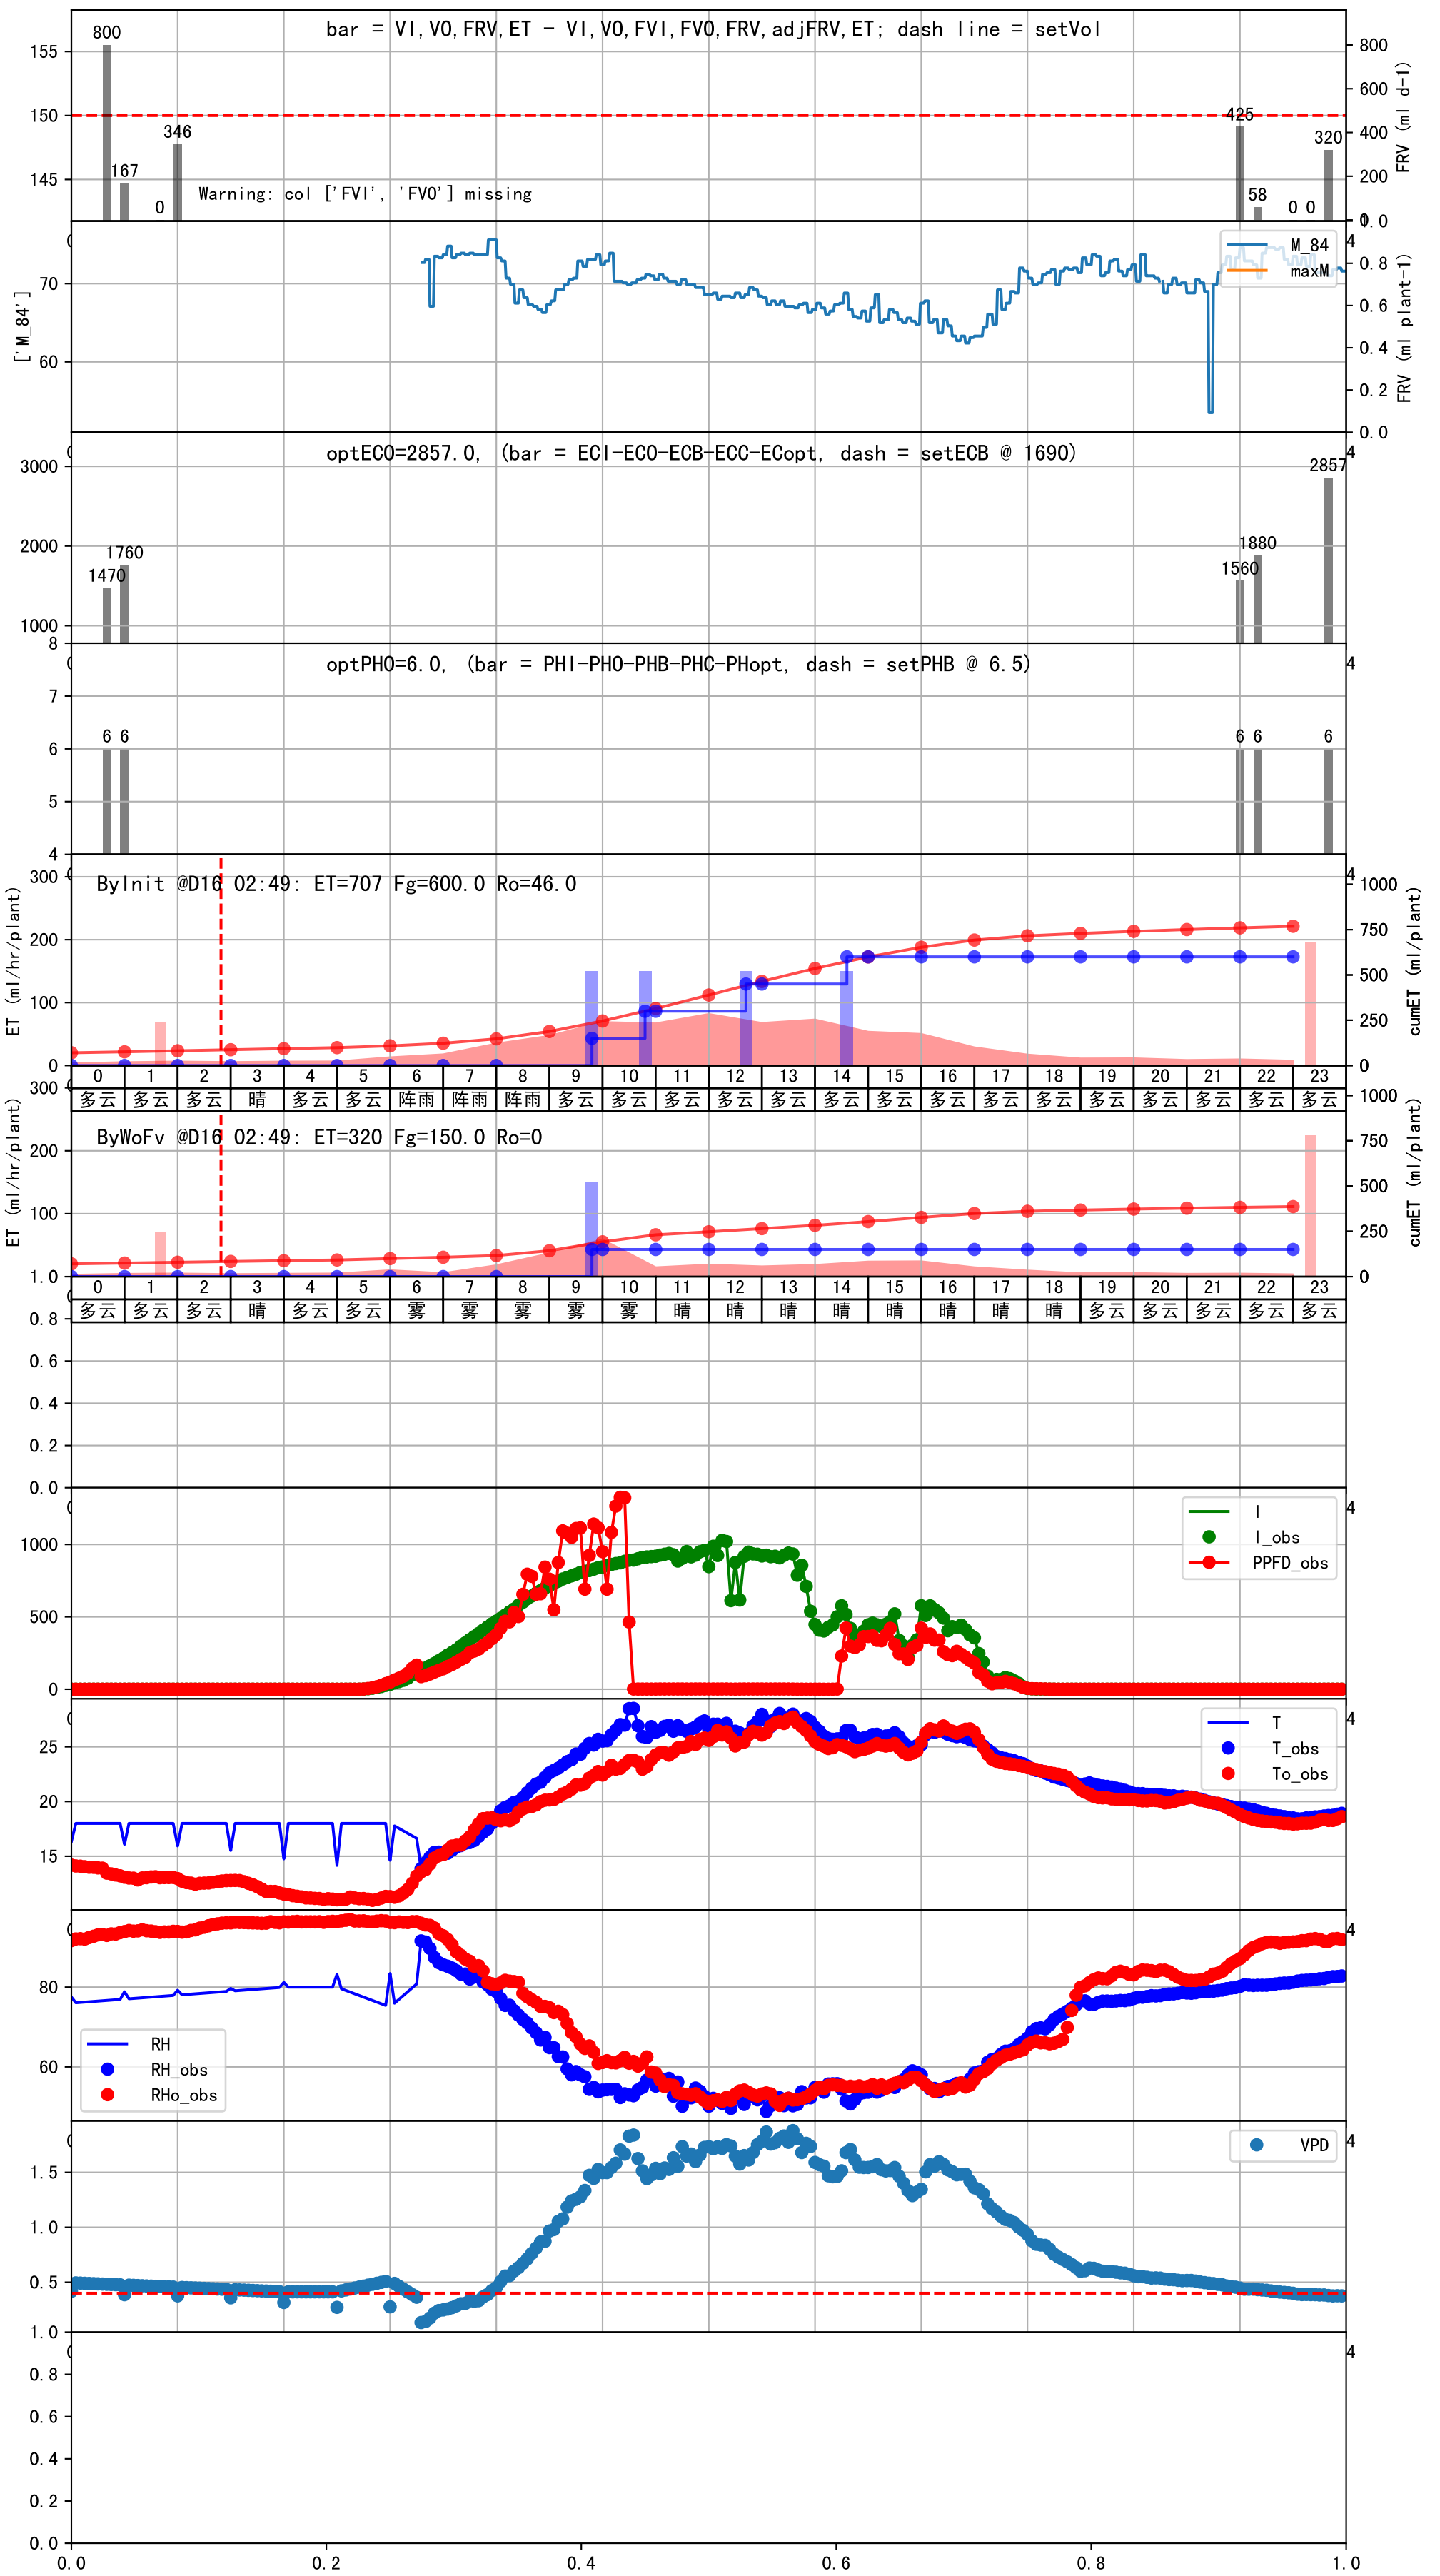 bar = VI,VO,FRV,ET - VI,VO,FVI,FVO,FRV,adjFRV,ET; dash line = setVol
800
167
0
346
425
58
0 0
320
Warning: col ['FVI', 'FVO'] missing
155
150
145
800
600
400
200
0
FRV (ml d-1)
1.0
0.8
0.6
0.4
0.2
0.0
FRV (ml plant-1)
['M_84']
70
60
M_84
maxM
optECO=2857.0, (bar = ECI-ECO-ECB-ECC-ECopt, dash = setECB @ 1690)
3000
2000
1000
1470
1760
1560
1880
2857
optPHO=6.0, (bar = PHI-PHO-PHB-PHC-PHopt, dash = setPHB @ 6.5)
8
7
6
5
4
6 6
6 6
6
ByInit @D16 02:49: ET=707 Fg=600.0 Ro=46.0
ET (ml/hr/plant)
300
200
100
0
1000
750
500
250
0
cumET (ml/plant)
0 1 2 3 4 5 6 7 8 9 10 11 12 13 14 15 16 17 18 19 20 21 22 23
多云 多云 多云 晴 多云 多云 阵雨 阵雨 阵雨 多云 多云 多云 多云 多云 多云 多云 多云 多云 多云 多云 多云 多云 多云 多云
ByWoFv @D16 02:49: ET=320 Fg=150.0 Ro=0
ET (ml/hr/plant)
300
200
100
1000
750
500
250
0
cumET (ml/plant)
0 1 2 3 4 5 6 7 8 9 10 11 12 13 14 15 16 17 18 19 20 21 22 23
多云 多云 多云 晴 多云 多云 雾 雾 雾 雾 雾 晴 晴 晴 晴 晴 晴 晴 晴 多云 多云 多云 多云 多云
1.0
0.8
0.6
0.4
0.2
0.0
1000
500
0
I
I_obs
PPFD_obs
25
20
15
T
T_obs
To_obs
80
60
RH
RH_obs
RHo_obs
1.5
1.0
0.5
VPD
1.0
0.8
0.6
0.4
0.2
0.0
0.0 0.2 0.4 0.6 0.8 1.0